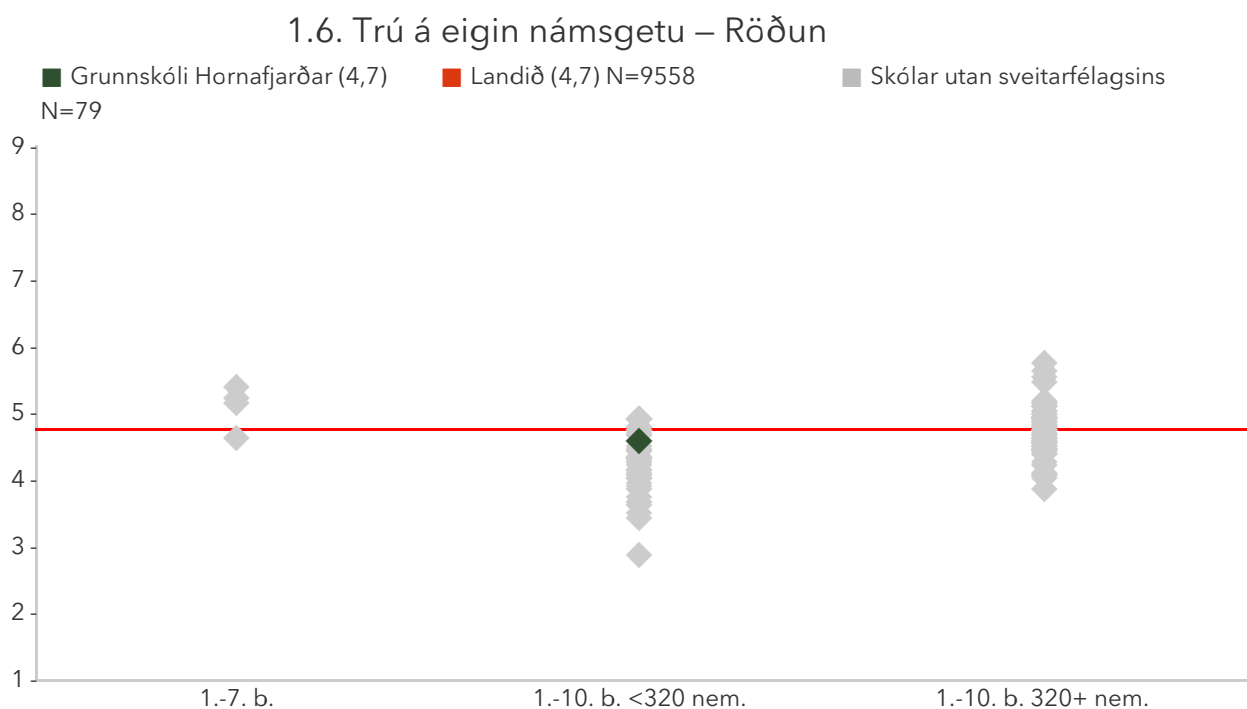 1.6. Trú á eigin námsgetu – Röðun
Grunnskóli Hornafjarðar (4,7) Landið (4,7) N=9558 Skólar utan sveitarfélagsins
N=79
9
8
7
6
5
4
3
2
1
1.-7. b. 1.-10. b. <320 nem. 1.-10. b. 320+ nem.